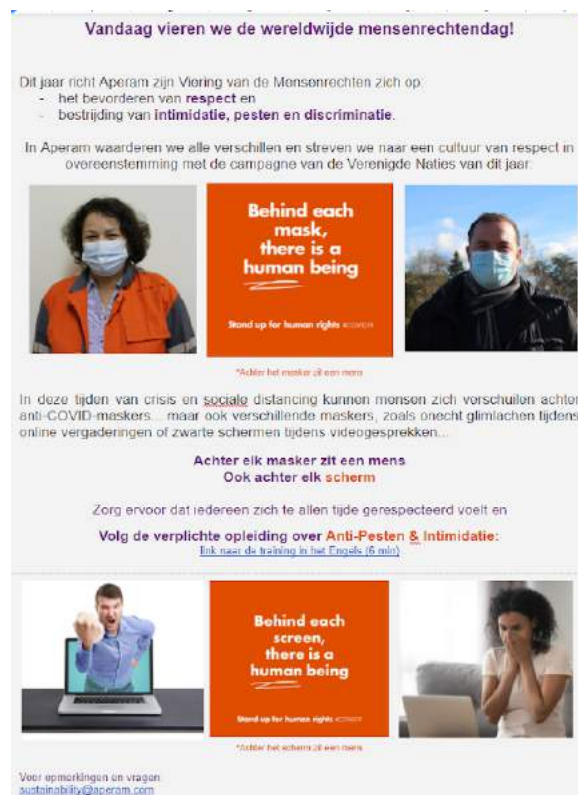 Vandaag vieren we de wereldwijde mensenrechtendag!
Dit jaar richt Aperam zijn Viering van de Mensenrechten zich op:
- het bevorderen van respect en
- bestrijding van intimidatie, pesten en discriminatie.
In Aperam waarderen we alle verschillen en streven we naar een cultuur van respect in
overeenstemming met de campagne van de Verenigde Naties van dit jaar:
Behind each
mask,
there is a
human being
Stand up for human rights
*Achter het masker zit een mens
In deze tijden van crisis en sociale distancing kunnen mensen zich verschuilen achter
anti-COVID-maskers... maar ook verschillende maskers, zoals onecht glimlachen tijdens
online vergaderingen of zwarte schermen tijdens videogesprekken...
Achter elk masker zit een mens
Ook achter elk scherm
Zorg ervoor dat iedereen zich te allen tijde gerespecteerd voelt en
Volg de verplichte opleiding over Anti-Pesten & Intimidatie:
link naar de training in het Engels (6 min)
Behind each
screen,
there is a
human being
Stand up for human rights
*Achter het scherm zit een mens
Voor opmerkingen en vragen:
sustainability@aperam.com